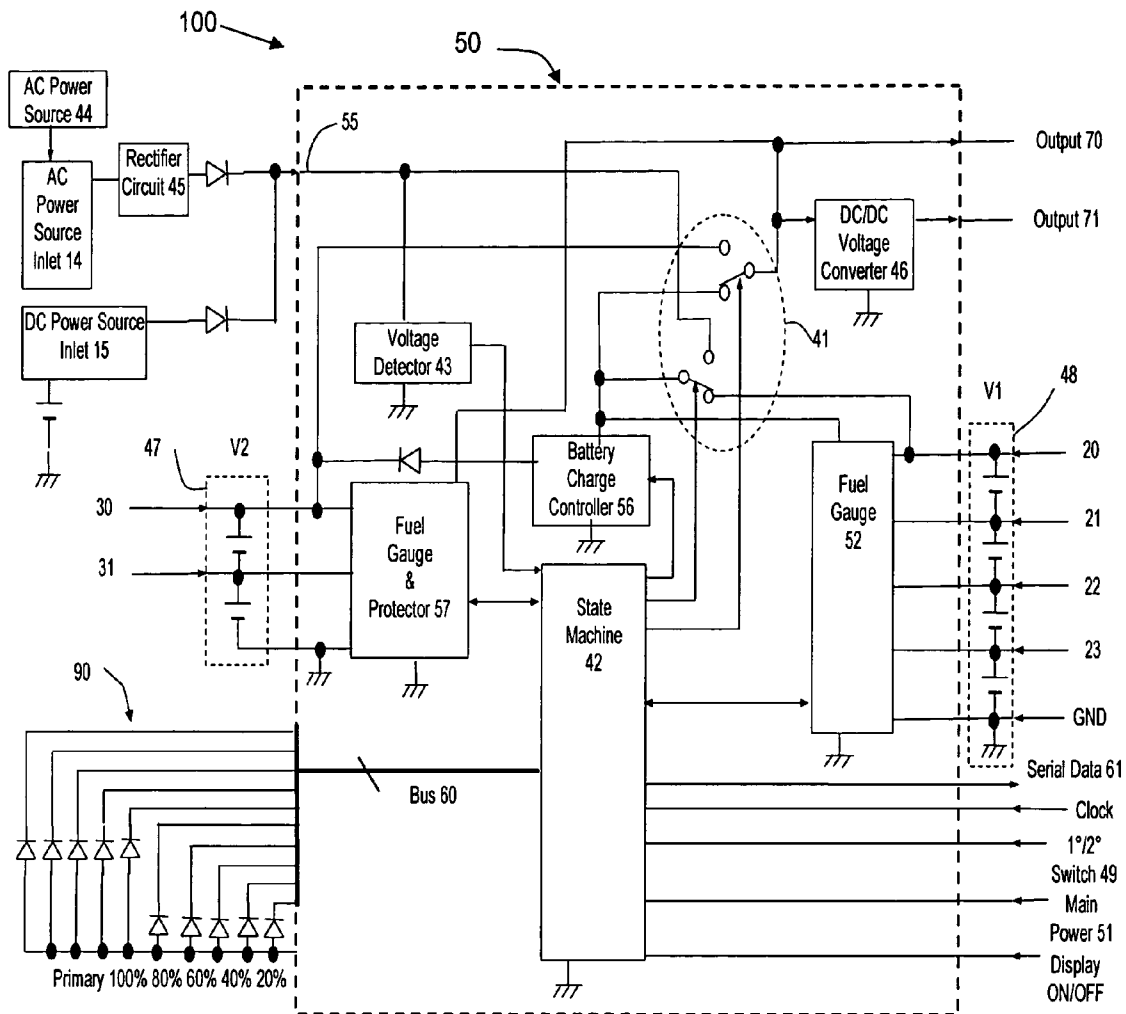 100
50
AC Power
Source 44
55
AC
Power
Source
Inlet 14
Rectifier
Circuit 45
Output 70
DC/DC
Voltage
Converter 46
Output 71
DC Power Source
Inlet 15
Voltage
Detector 43
41
47
V2
V1
48
Battery
Charge
Controller 56
30
31
Fuel
Gauge
&
Protector 57
Fuel
Gauge
52
20
21
22
23
GND
State
Machine
42
90
Bus 60
Serial Data 61
Clock
1°/2°
Switch 49
Main
Power 51
Display
ON/OFF
Primary 100% 80% 60% 40% 20%